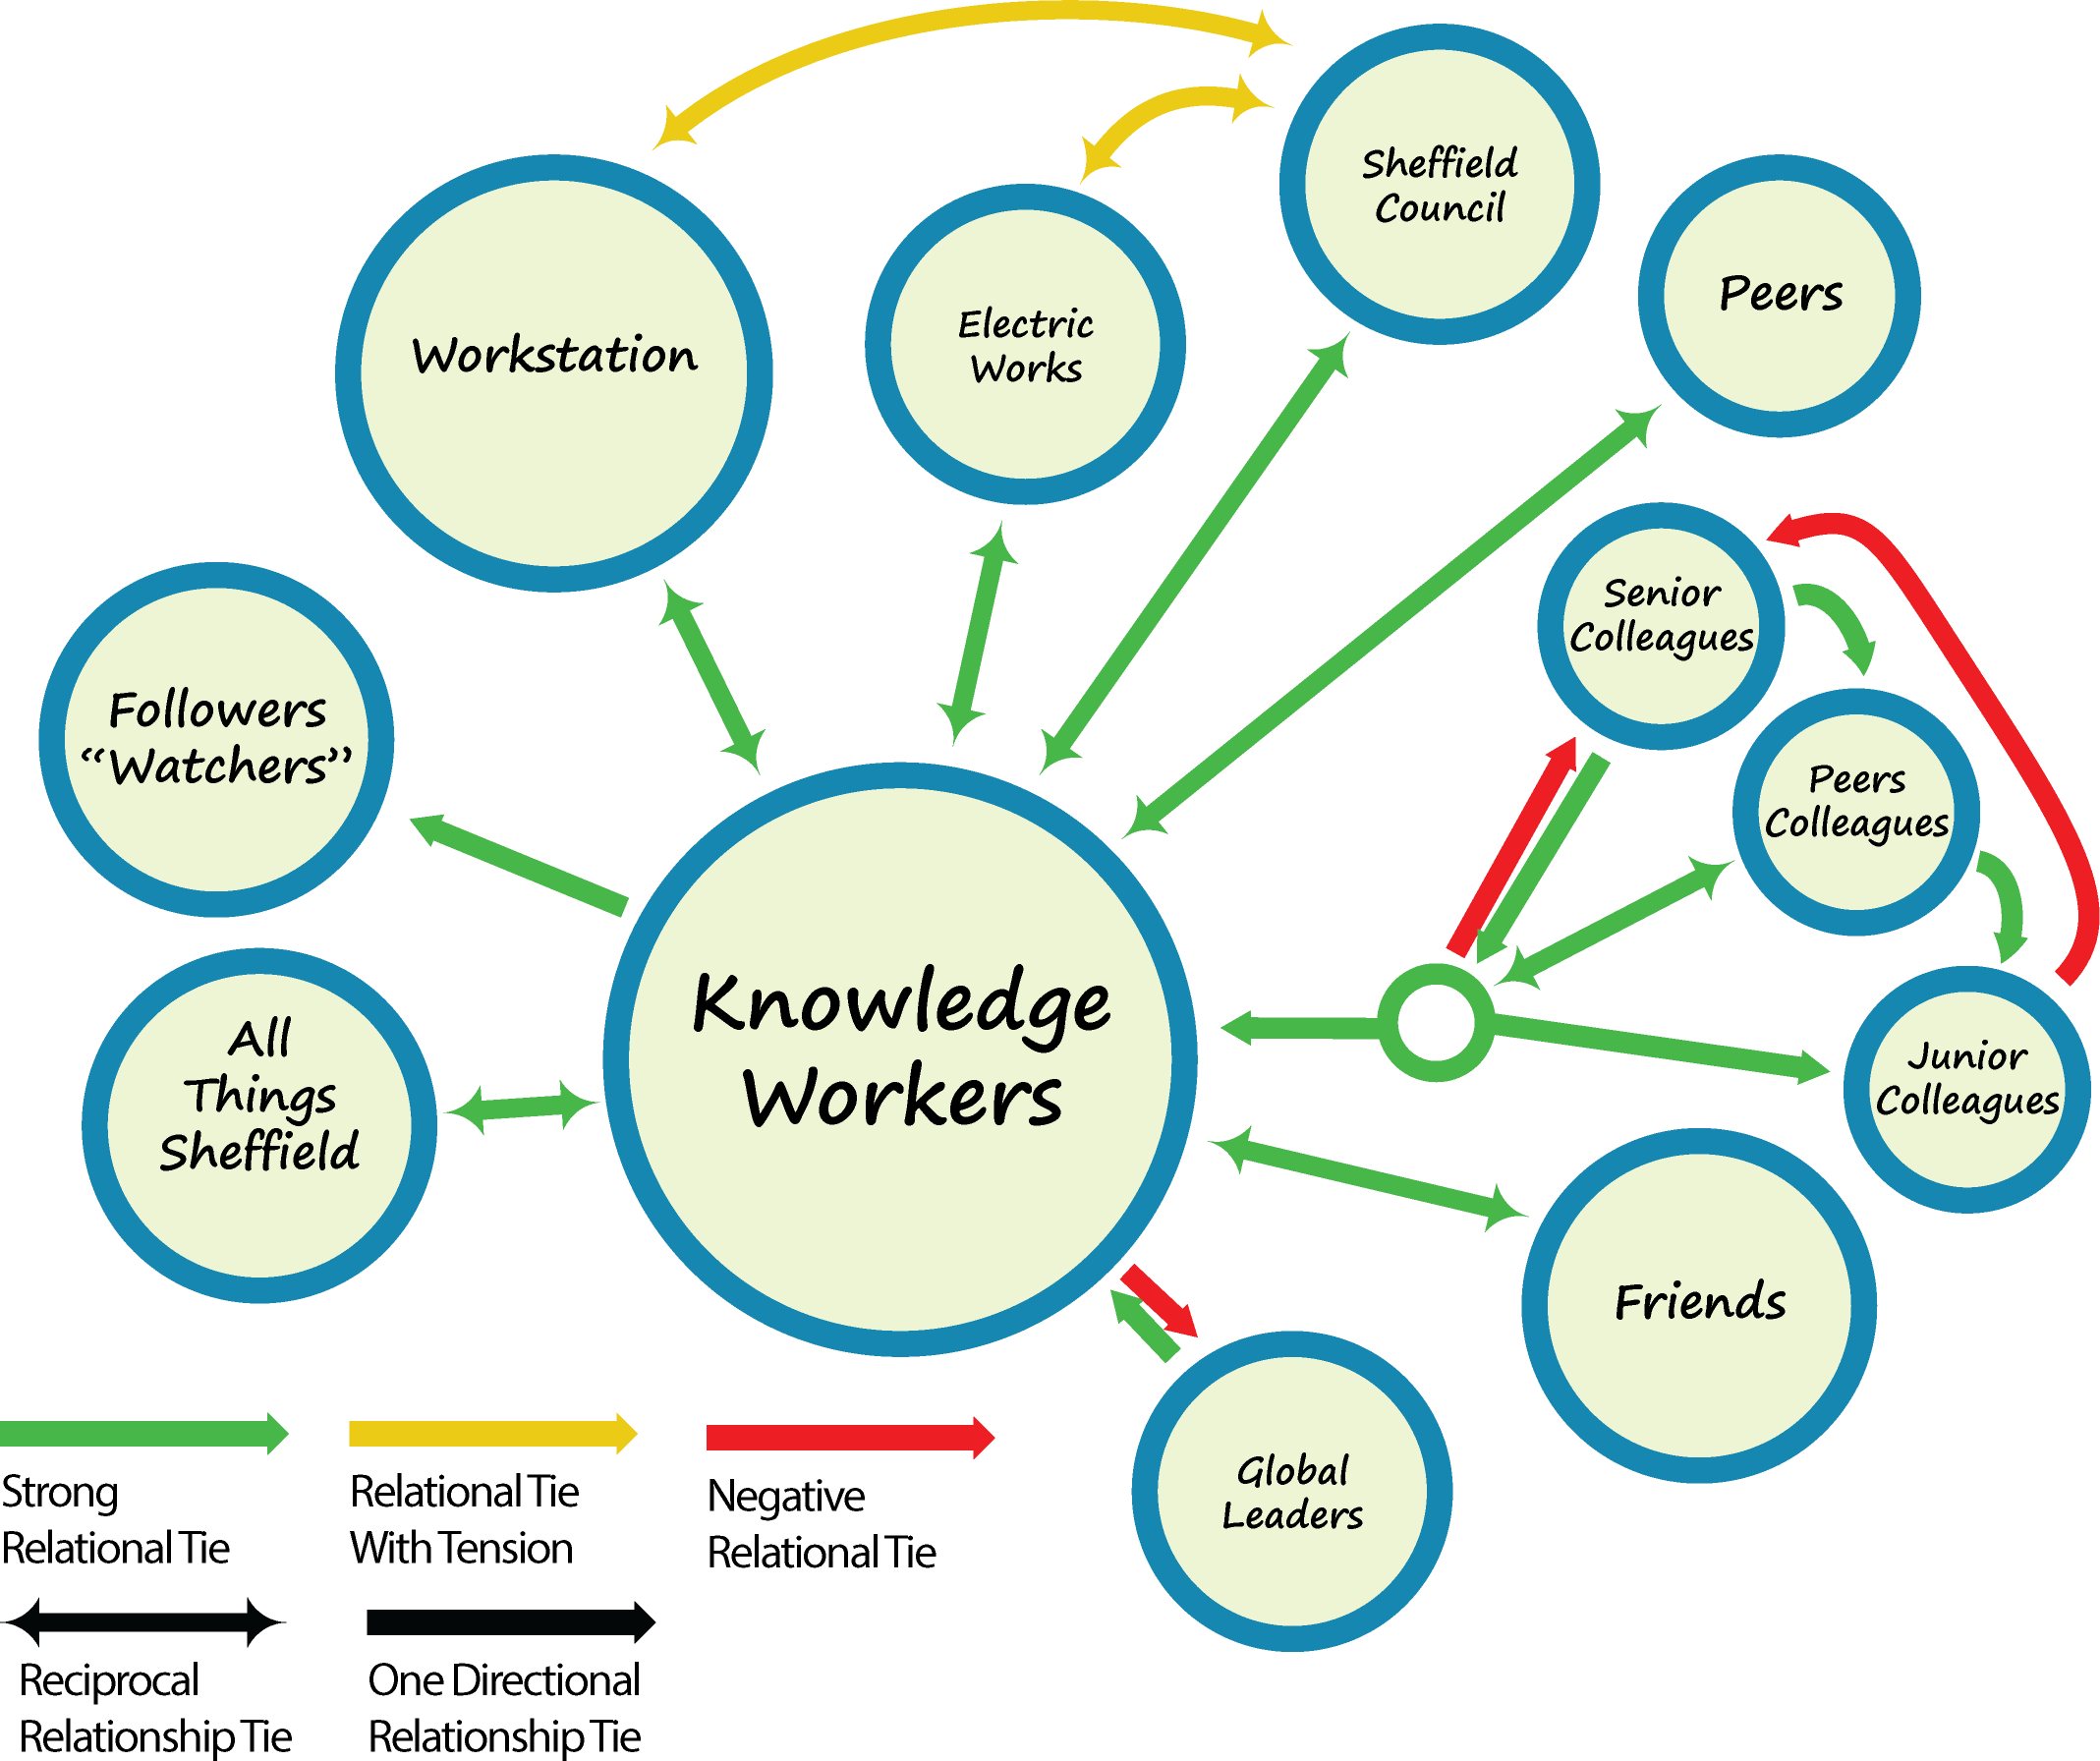 Sheffield
Council
Peers
Workstation
Electric
Works
Senior
Colleagues
Followers
“Watchers”
Peers
Colleagues
Knowledge
Workers
All
Things
Sheffield
Junior
Colleagues
Friends
Global
Leaders
Strong
Relational Tie
Relational Tie
With Tension
Negative
Relational Tie
Reciprocal
Relationship Tie
One Directional
Relationship Tie